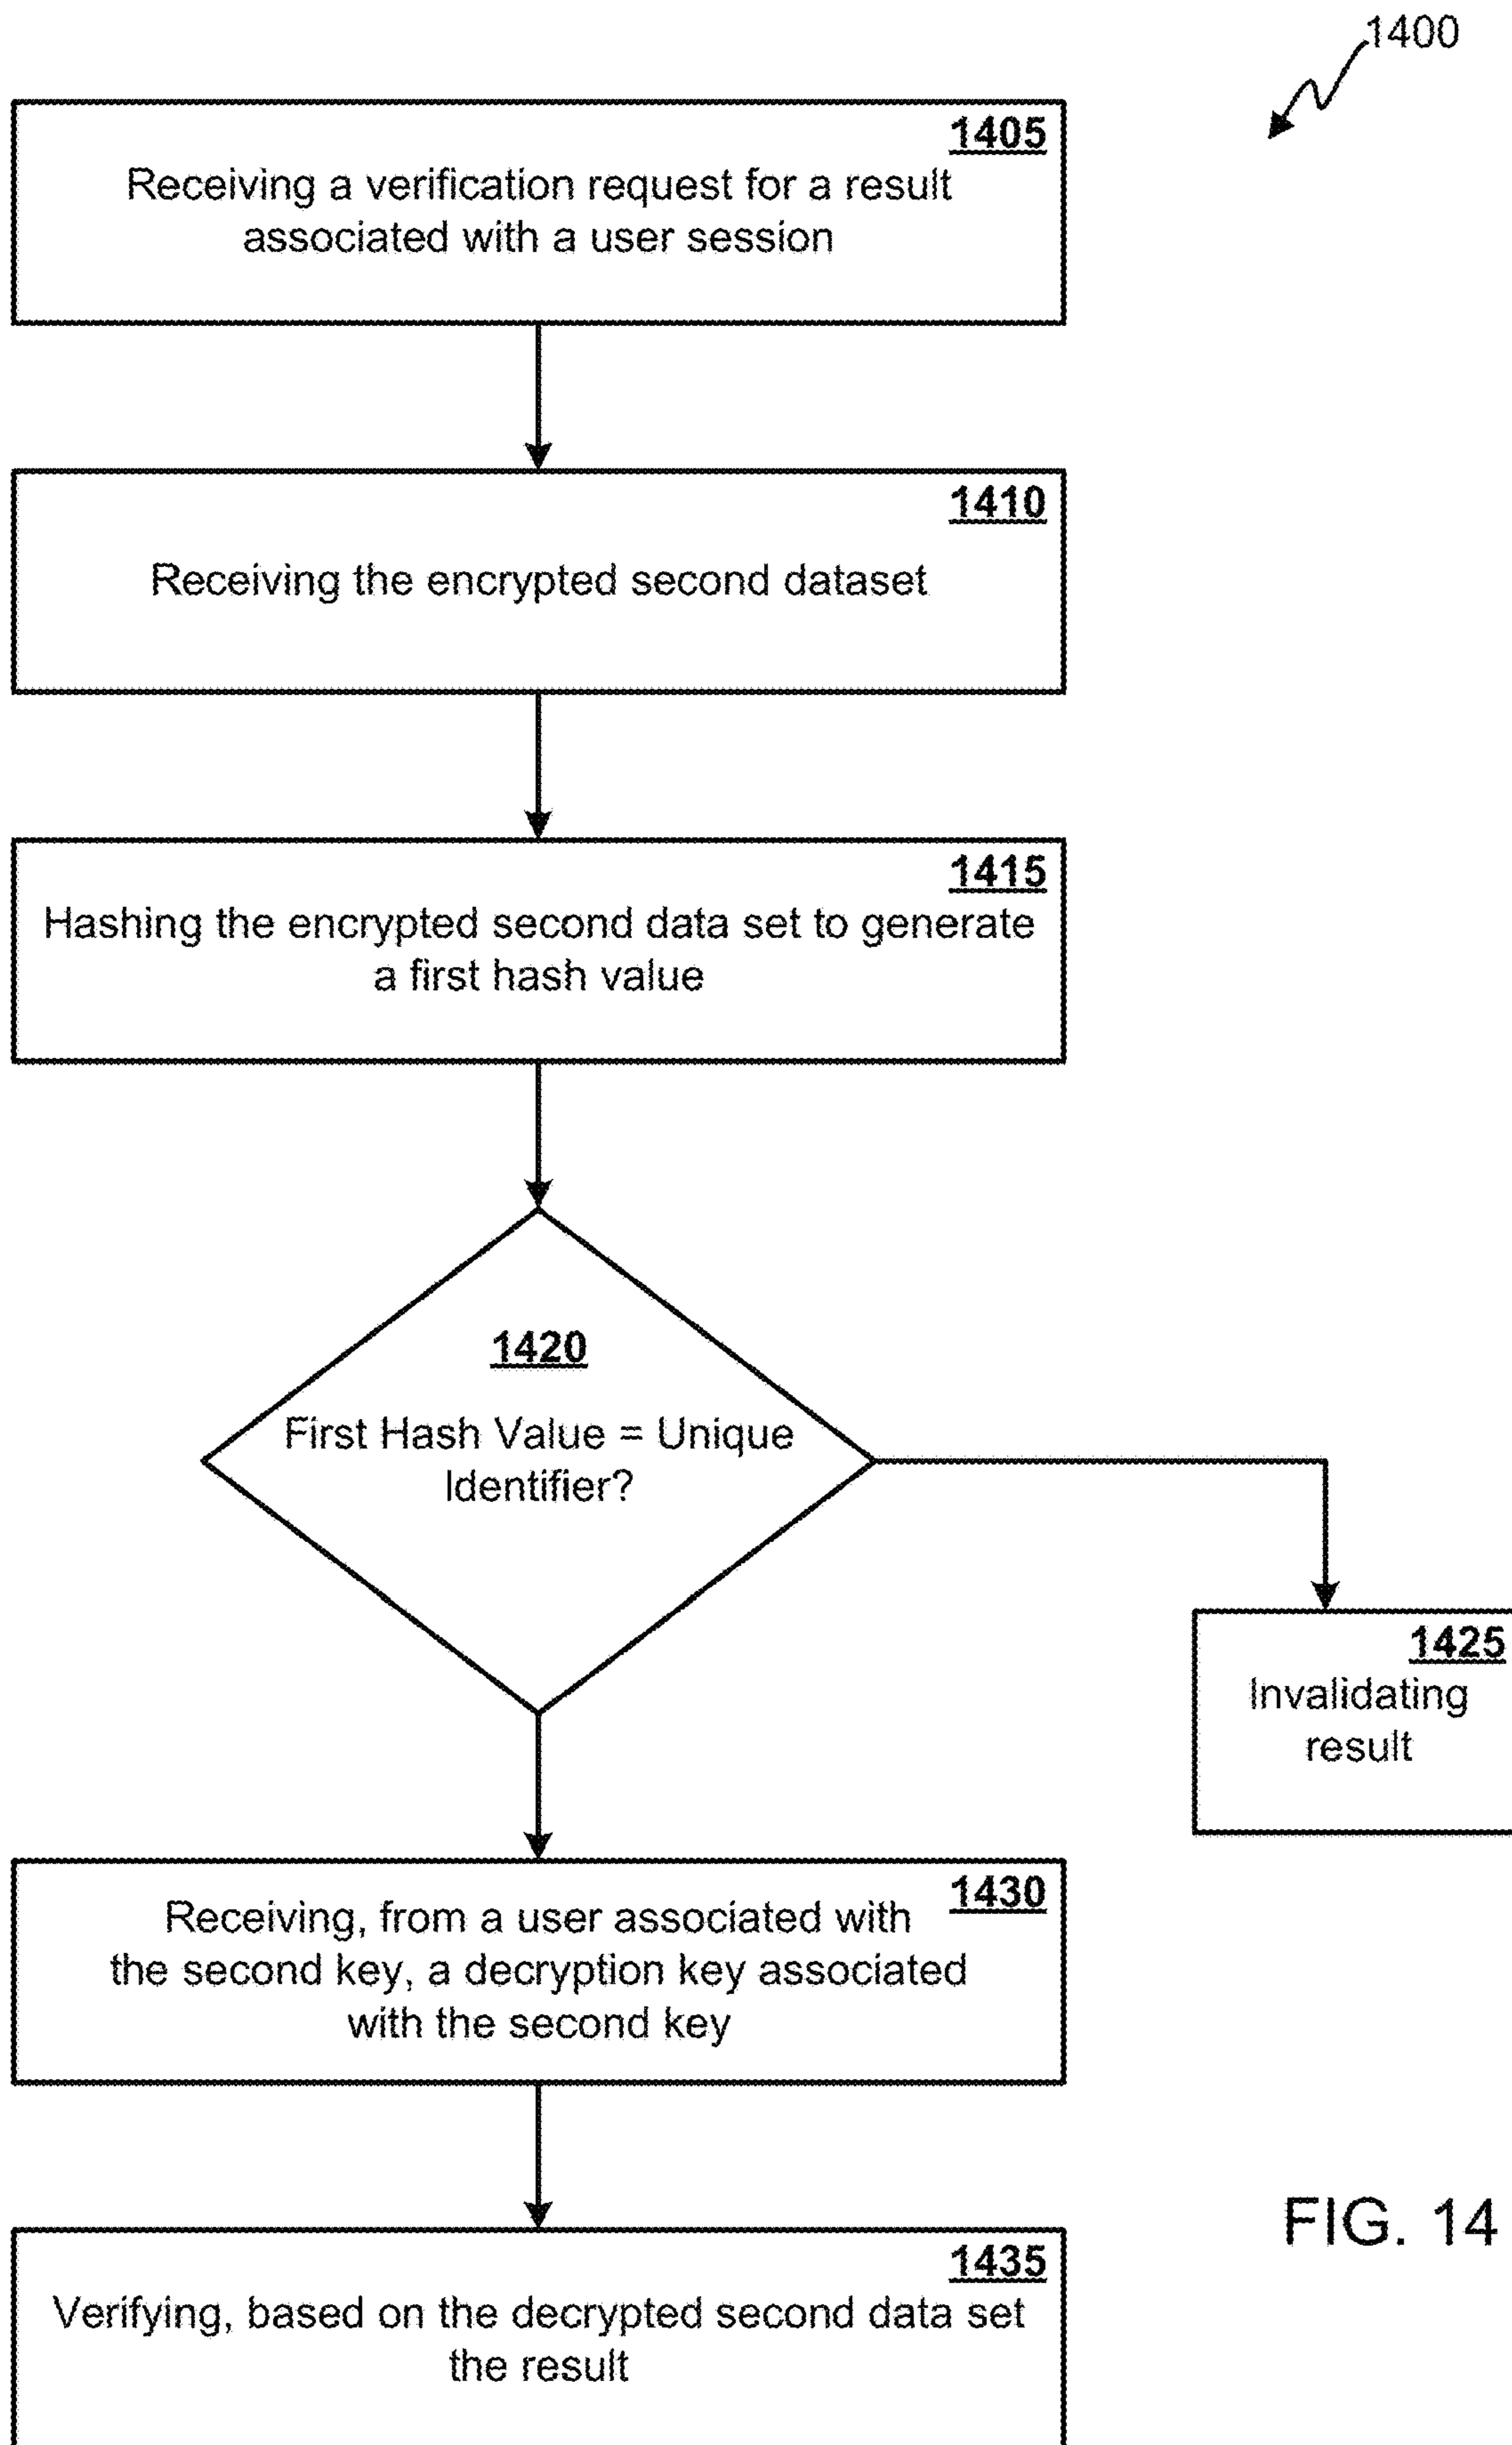 1400
1405
Receiving a verification request for a result
associated with a user session
1410
Receiving the encrypted second dataset
1415
Hashing the encrypted second data set to generate
a first hash value
1420
First Hash Value = Unique
Identifier?
1425
Invalidating
result
1430
Receiving, from a user associated with
the second key, a decryption key associated
with the second key
1435
Verifying, based on the decrypted second data set
the result
FIG. 14